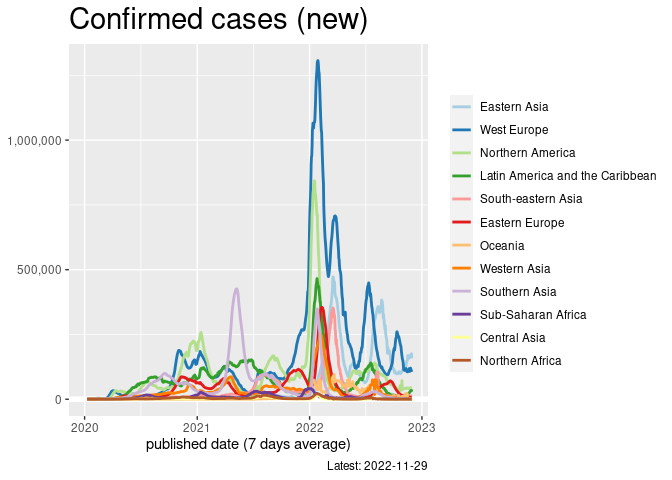 Confirmed cases (new)
1,000,000
500,000
0
2020
2021
2022
2023
published date (7 days average)
Latest: 2022-11-29
Eastern Asia
West Europe
Northern America
Latin America and the Caribbean
South-eastern Asia
Eastern Europe
Oceania
Western Asia
Southern Asia
Sub-Saharan Africa
Central Asia
Northern Africa